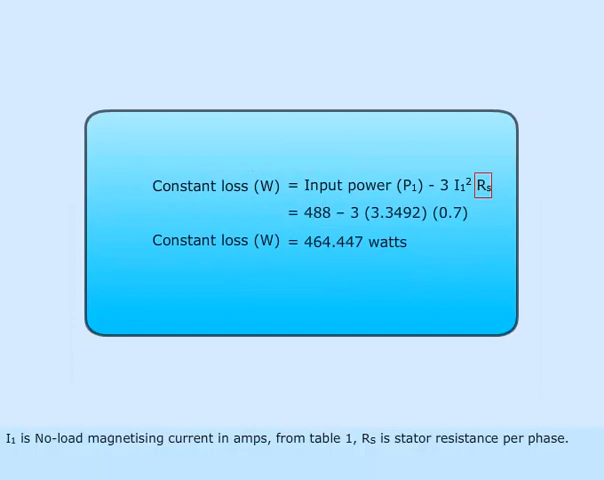 Constant loss (W) = Input power (P₁) - 3 I₁² Rₛ
= 488 – 3 (3.3492) (0.7)
Constant loss (W) = 464.447 watts
I₁ is No-load magnetising current in amps, from table 1, Rₛ is stator resistance per phase.